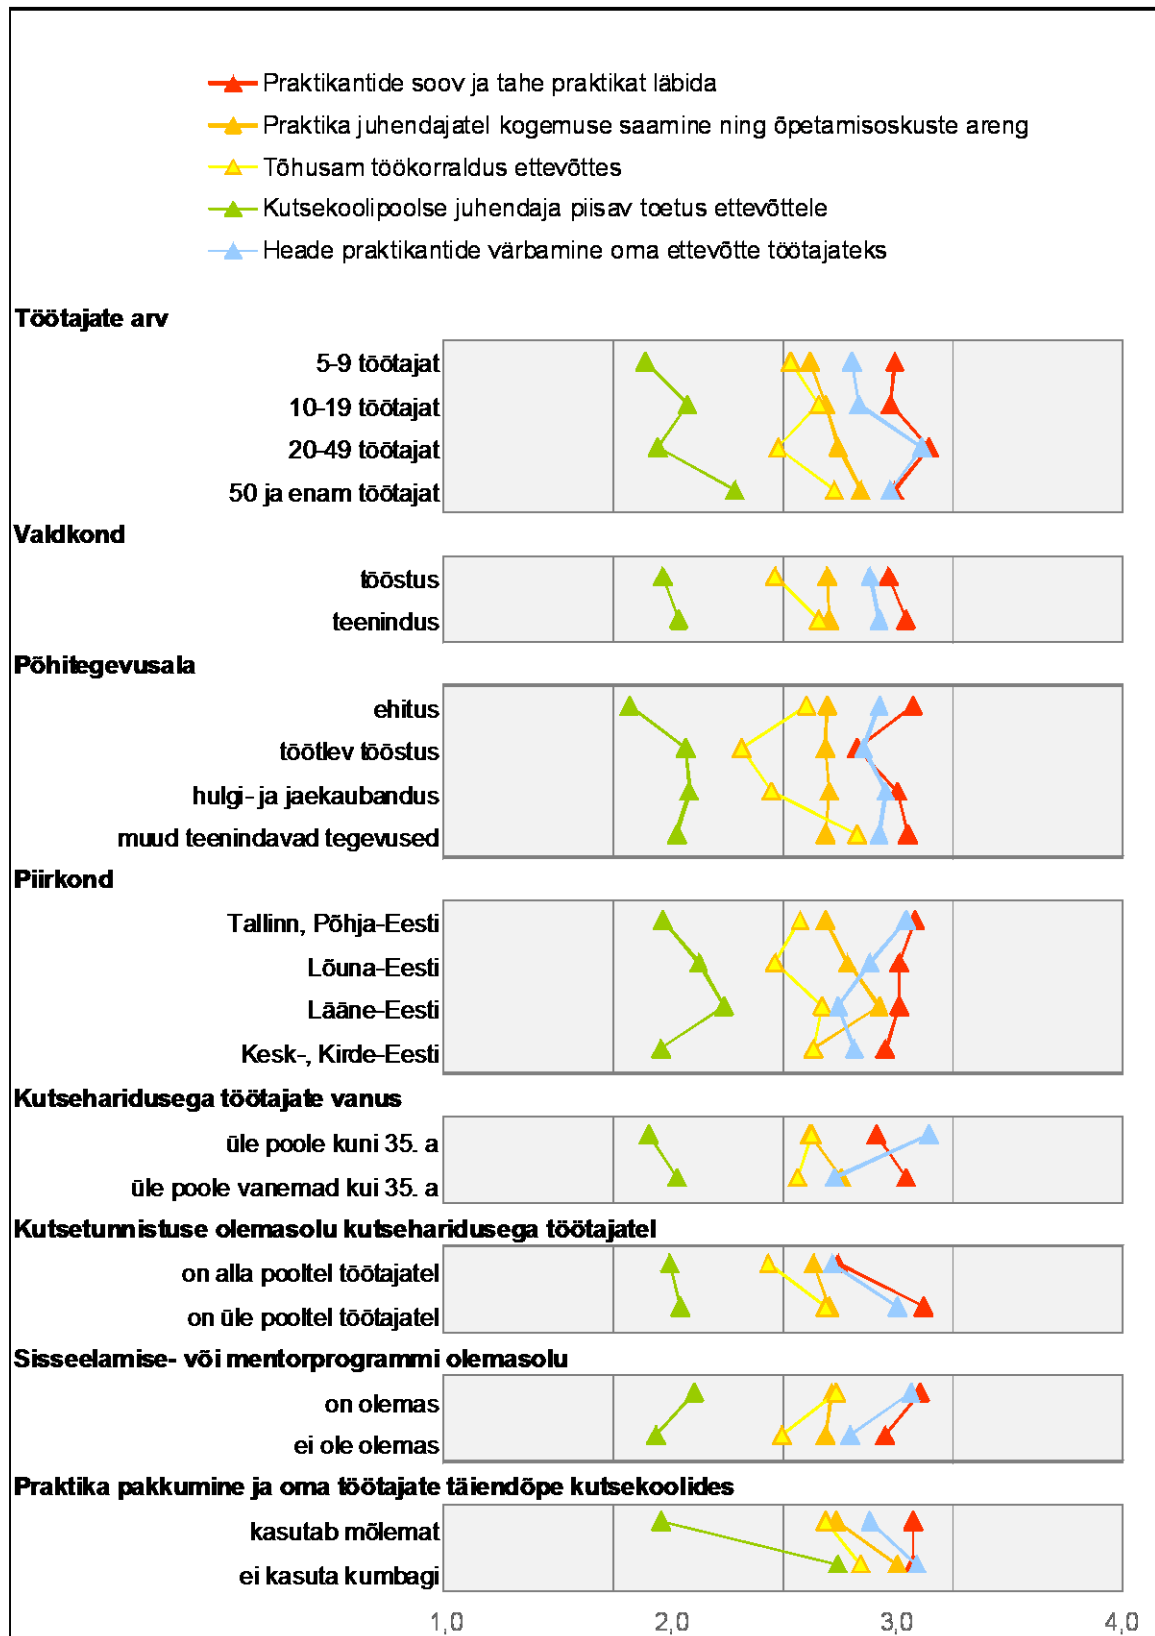 Praktikantide soov ja tahe praktikat läbida
Praktika juhendajatel kogemuse saamine ning õpetamisoskuste areng
Tõhusam töökorraldus ettevõttes
Kutsekoolipoolse juhendaja piisav toetus ettevõttele
Heade praktikantide värbamine oma ettevõtte töötajateks
Töötajate arv
5-9 töötajat
10-19 töötajat
20-49 töötajat
50 ja enam töötajat
Valdkond
tööstus
teenindus
Põhitegevusala
ehitus
töötlev tööstus
hulgi- ja jaekaubandus
muud teenindavad tegevused
Piirkond
Tallinn, Põhja-Eesti
Lõuna-Eesti
Lääne-Eesti
Kesk-, Kirde-Eesti
Kutseharidusega töötajate vanus
üle poole kuni 35. a
üle poole vanemad kui 35. a
Kutsetunnistuse olemasolu kutseharidusega töötajatel
on alla pooltel töötajatel
on üle pooltel töötajatel
Sisseelamise- või mentorprogrammi olemasolu
on olemas
ei ole olemas
Praktika pakkumine ja oma töötajate täiendõpe kutsekoolides
kasutab mõlemat
ei kasuta kumbagi
1,0 2,0 3,0 4,0